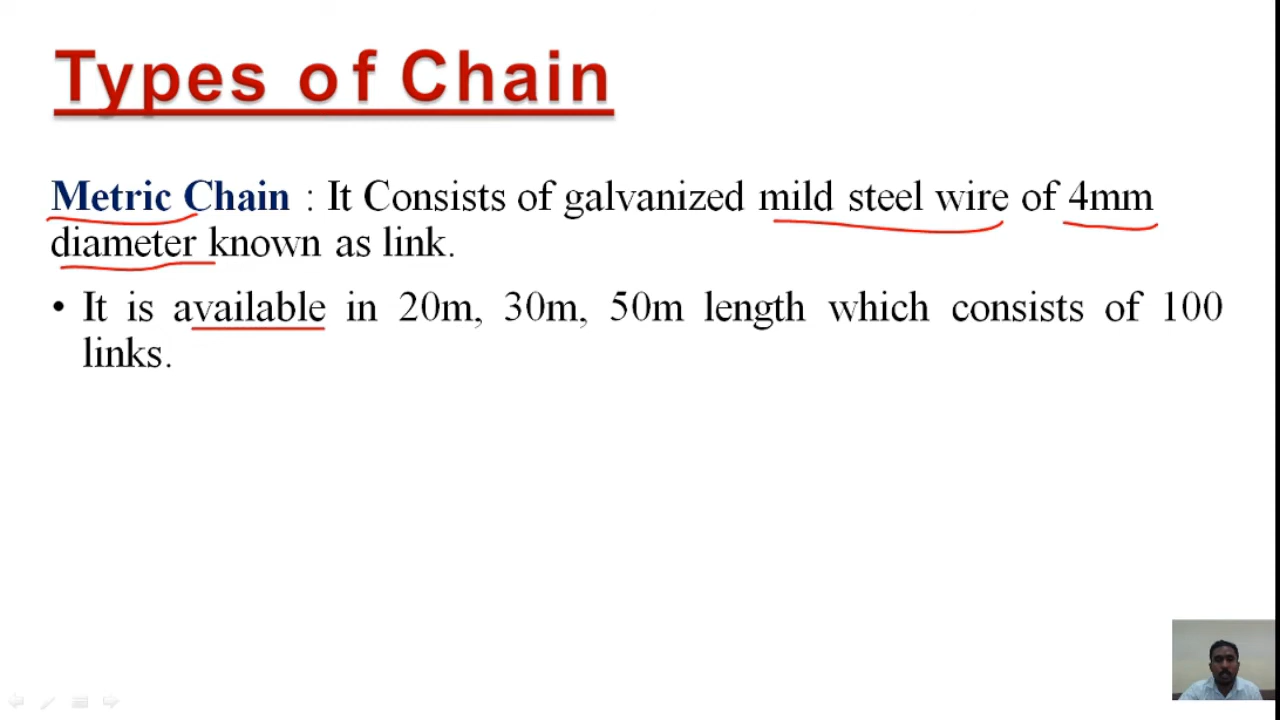 Types of Chain
Metric Chain : It Consists of galvanized mild steel wire of 4mm
diameter known as link.
• It is available in 20m, 30m, 50m length which consists of 100
links.